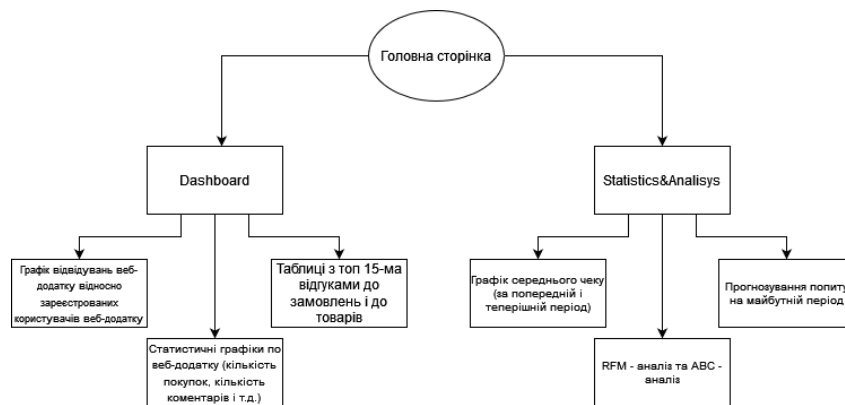 Головна сторінка
Dashboard
Statistics&Analisys
Графік відвідувань веб-
додатку відносно
зареєстрованих
користувачів веб-додатку
Таблиці з топ 15-ма
відгуками до
замовлень і до
товарів
Графік середнього чеку
(за попередній і
теперішній період)
Прогнозування попиту
на майбутній період
Статистичні графіки по
веб-додатку (кількість
покупок, кількість
коментарів і т.д.)
RFM - аналіз та ABC -
аналіз